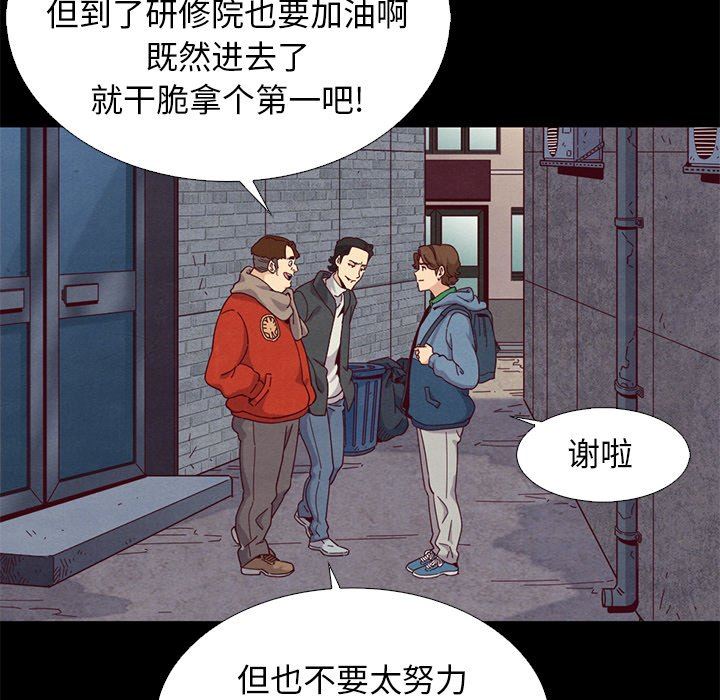 但到了研修院也要加油啊
既然进去了
就干脆拿个第一吧!
谢啦
但也不要太努力